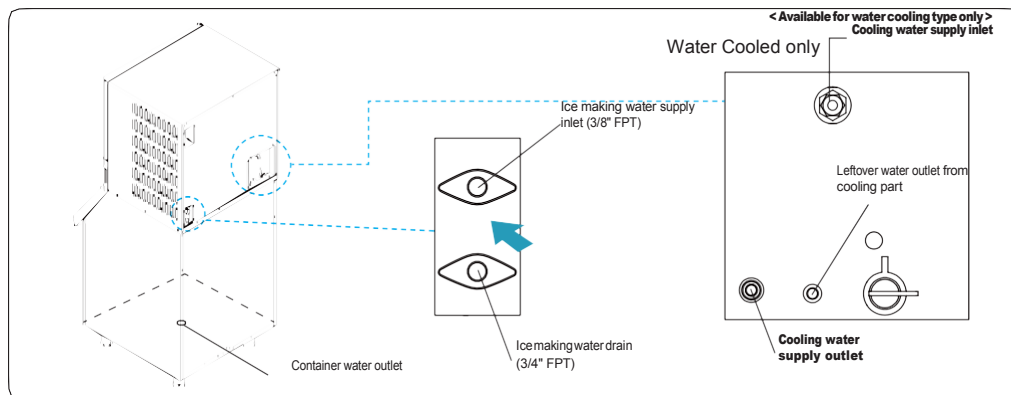 < Available for water cooling type only >
Cooling water supply inlet
Water Cooled only
Ice making water supply
inlet (3/8" FPT)
Leftover water outlet from
cooling part
Cooling water
supply outlet
Ice making water drain
(3/4" FPT)
Container water outlet